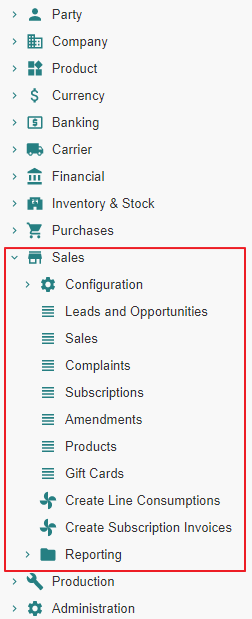 Party
Company
Product
Currency
Banking
Carrier
Financial
Inventory & Stock
Purchases
Sales
Configuration
Leads and Opportunities
Sales
Complaints
Subscriptions
Amendments
Products
Gift Cards
Create Line Consumptions
Create Subscription Invoices
Reporting
Production
Administration